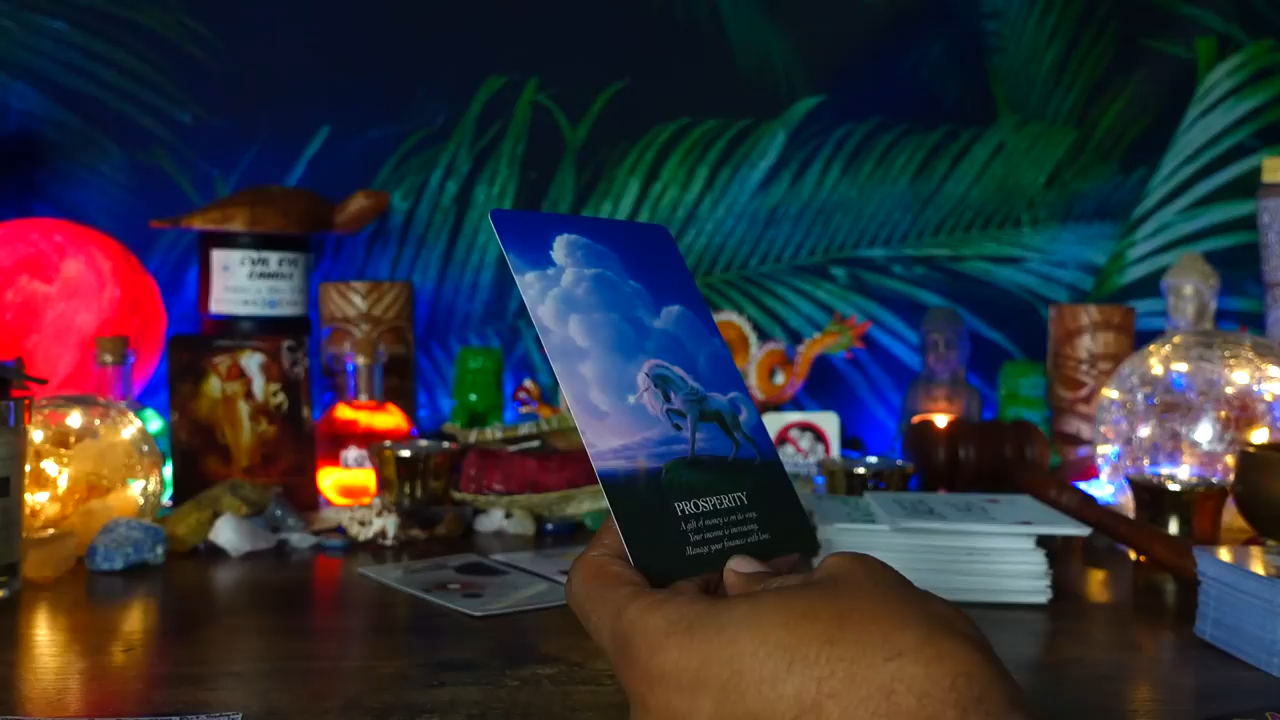 EVIL EYE
CANDLE
PROSPERITY
A gift of money is on its way.
Your income is increasing.
Manage your finances with love.